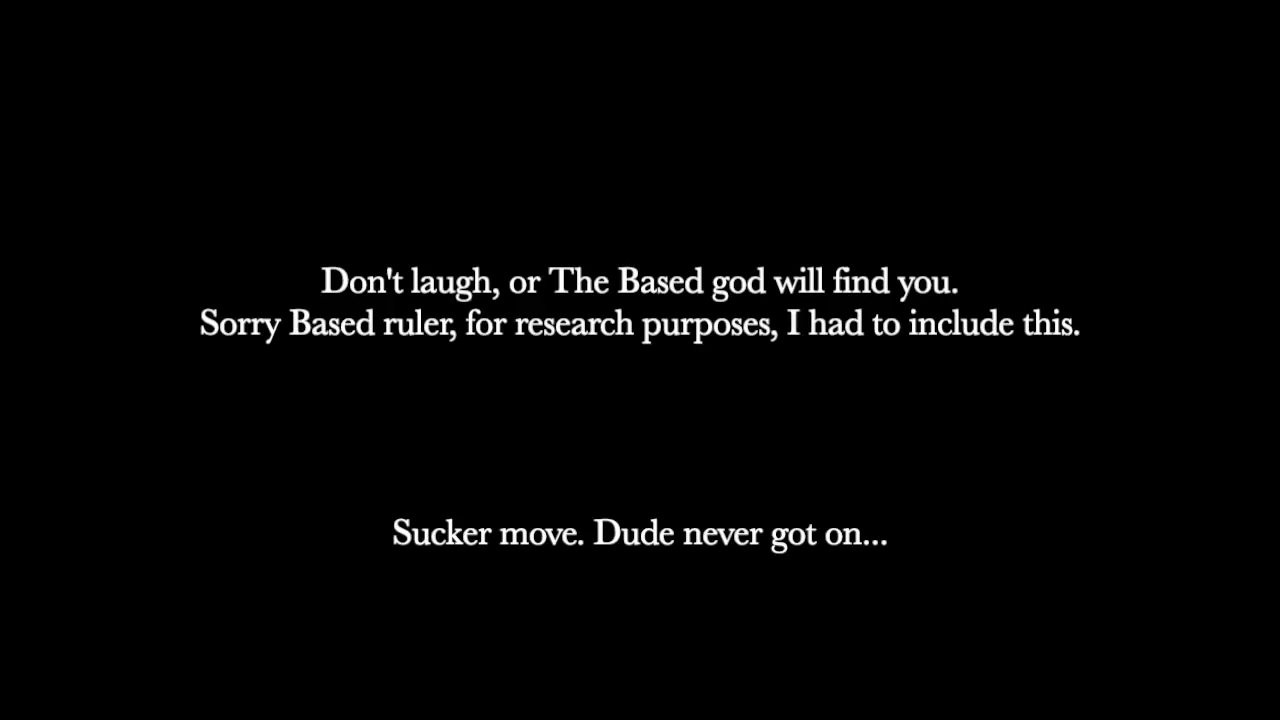 Don't laugh, or The Based god will find you.
Sorry Based ruler, for research purposes, I had to include this.
Sucker move. Dude never got on...